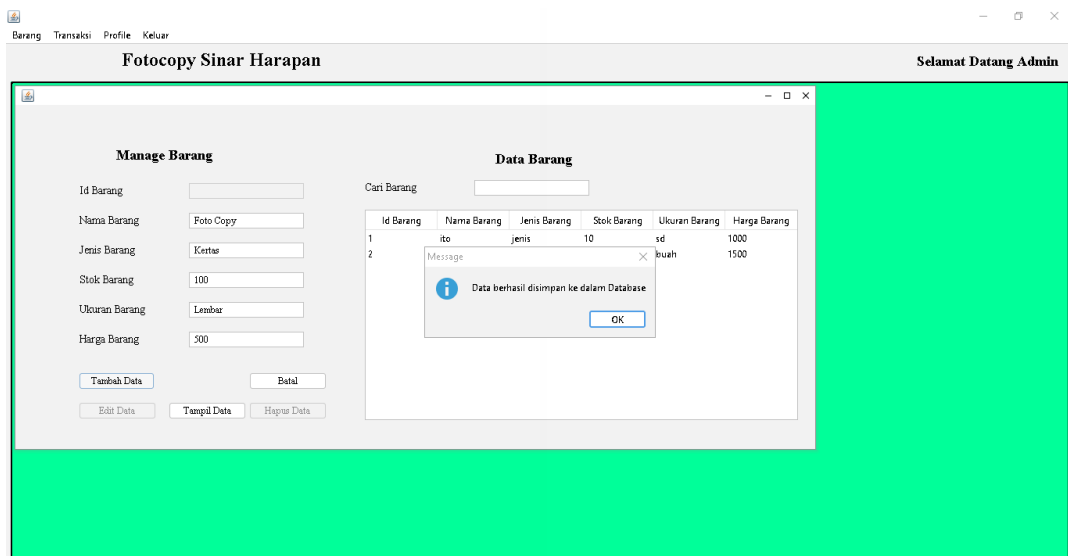 Barang Transaksi Profile Keluar
Fotocopy Sinar Harapan
Selamat Datang Admin
Manage Barang
Id Barang
Nama Barang Foto Copy
Jenis Barang Kertas
Stok Barang 100
Ukuran Barang Lembar
Harga Barang 500
Tambah Data Batal
Edit Data Tampil Data Hapus Data
Data Barang
Cari Barang
Id Barang Nama Barang Jenis Barang Stok Barang Ukuran Barang Harga Barang
1 ito jenis 10 sd 1000
2 buah 1500
Message
Data berhasil disimpan ke dalam Database
OK